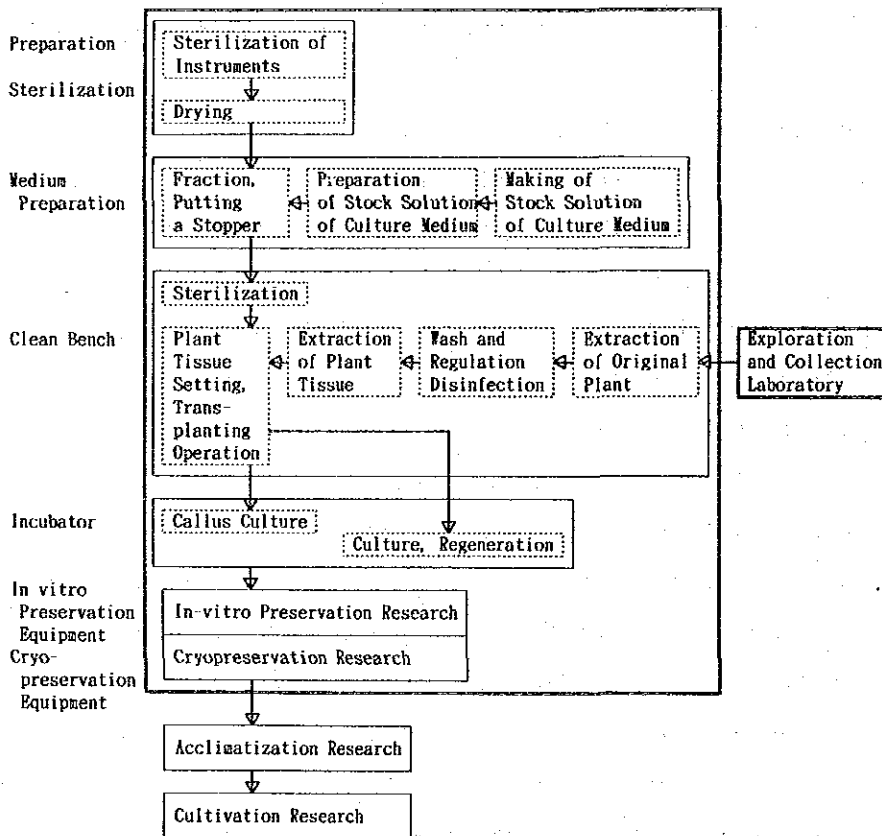 Preparation
Sterilization
Sterilization of
Instruments
Drying
Medium
Preparation
Fraction,
Putting
a Stopper
Preparation
of Stock Solution
of Culture Medium
Making of
Stock Solution
of Culture Medium
Clean Bench
Sterilization
Plant
Tissue
Setting,
Trans-
planting
Operation
Extraction
of Plant
Tissue
Wash and
Regulation
Disinfection
Extraction
of Original
Plant
Exploration
and Collection
Laboratory
Incubator
Callus Culture
Culture, Regeneration
In vitro
Preservation
Equipment
Cryo-
preservation
Equipment
In-vitro Preservation Research
Cryopreservation Research
Acclimatization Research
Cultivation Research